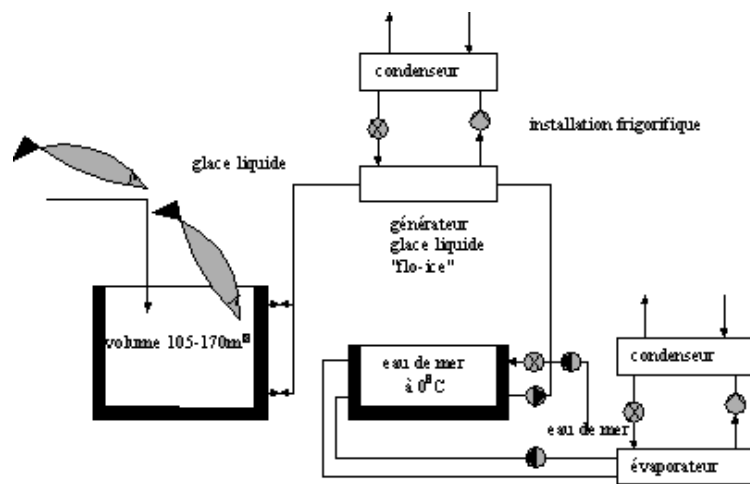 condenseur
installation frigorifique
glace liquide
générateur
glace liquide
"flo-ice"
volume 105-170m³
eau de mer
à 0°C
condenseur
eau de mer
évaporateur